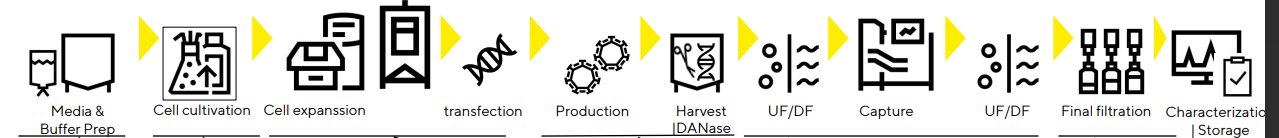 Media &
Buffer Prep
Cell cultivation
Cell expanssion
transfection
Production
Harvest
|DANase
UF/DF
Capture
UF/DF
Final filtration
Characterizatio
| Storage